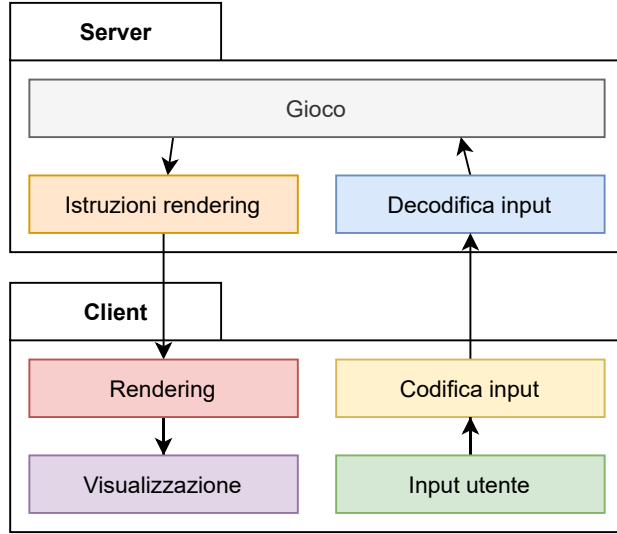 Server
Gioco
Istruzioni rendering
Decodifica input
Client
Rendering
Codifica input
Visualizzazione
Input utente